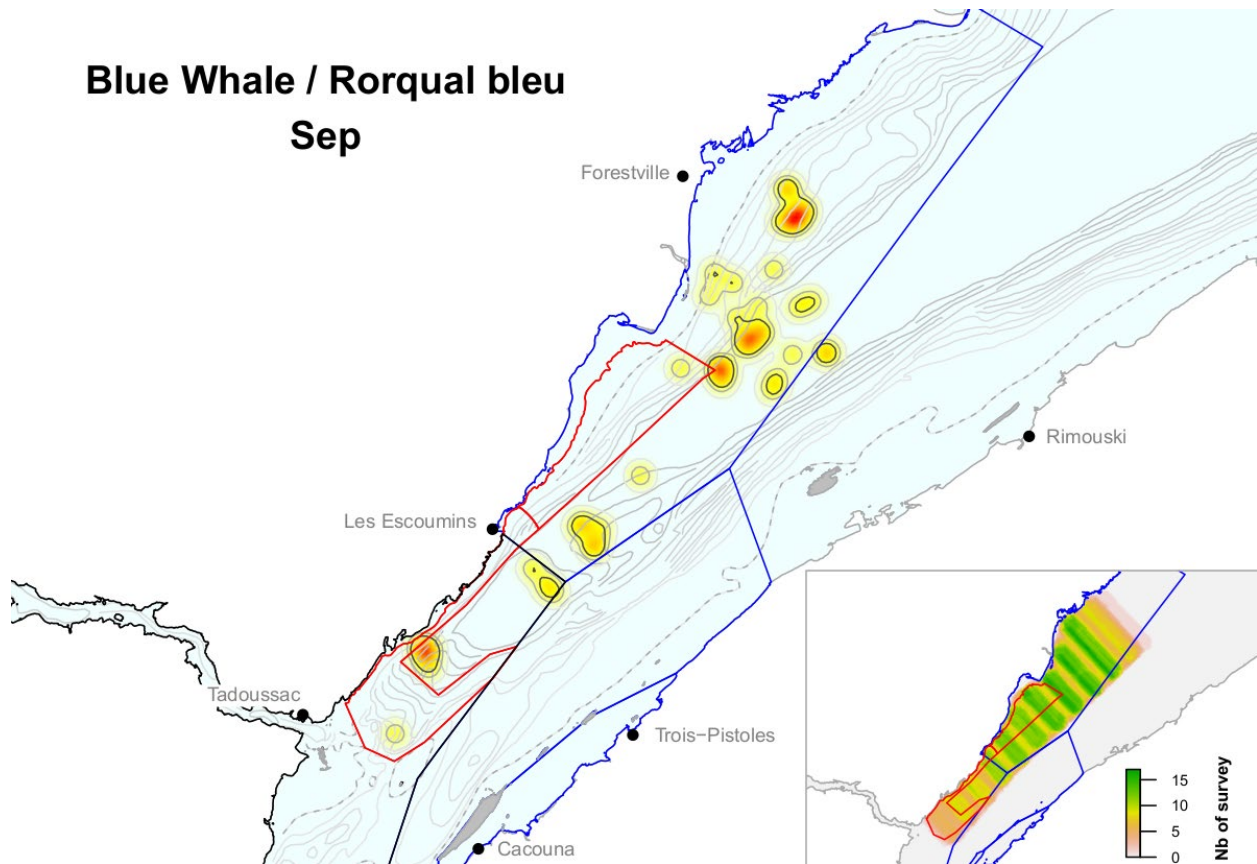 Blue Whale / Rorqual bleu
Sep
Forestville
Rimouski
Les Escoumins
Tadoussac
Trois−Pistoles
Cacouna
15
10
5
0
Nb of survey